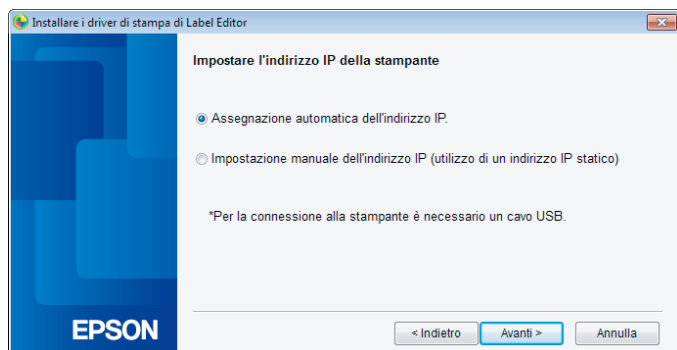 Installare i driver di stampa di Label Editor
Impostare l'indirizzo IP della stampante
Assegnazione automatica dell'indirizzo IP.
Impostazione manuale dell'indirizzo IP (utilizzo di un indirizzo IP statico)
*Per la connessione alla stampante è necessario un cavo USB.
EPSON
< Indietro
Avanti >
Annulla